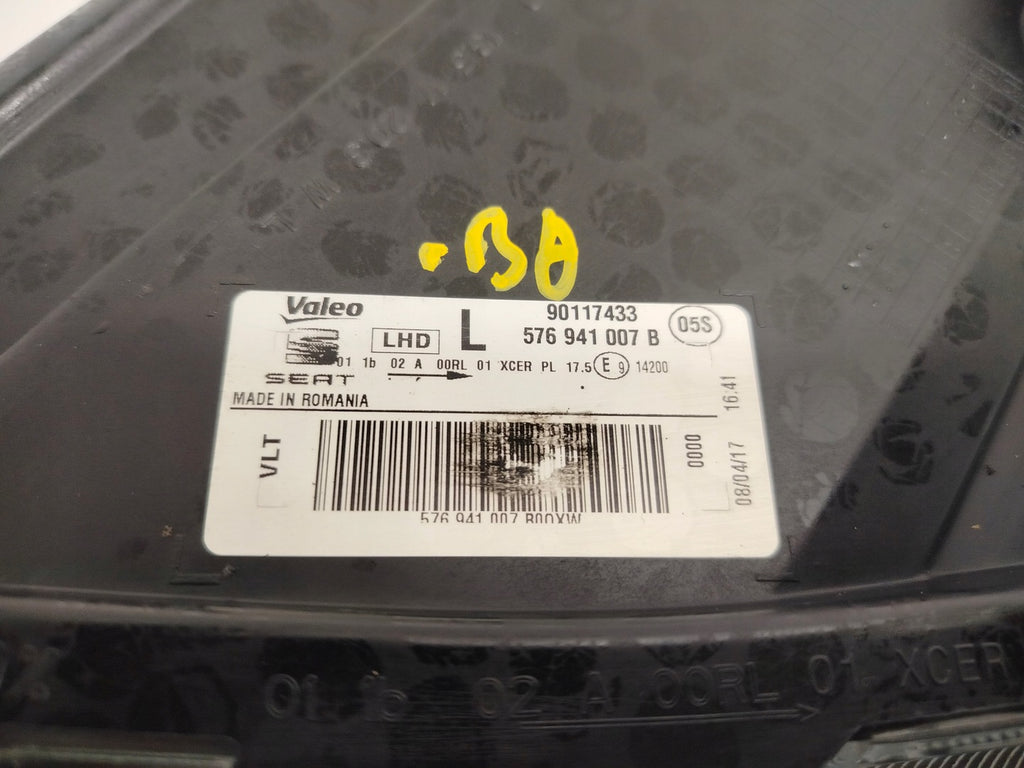 Valeo
90117433
LHD L 576 941 007 B 05S
01 1b 02 A 00RL 01 XCER PL 17.5 E 9 14200
SEAT
MADE IN ROMANIA
VLT
0000
08/04/17 16:41
576 941 007 B00XW
01 1b 02 A 00RL 01 XCER